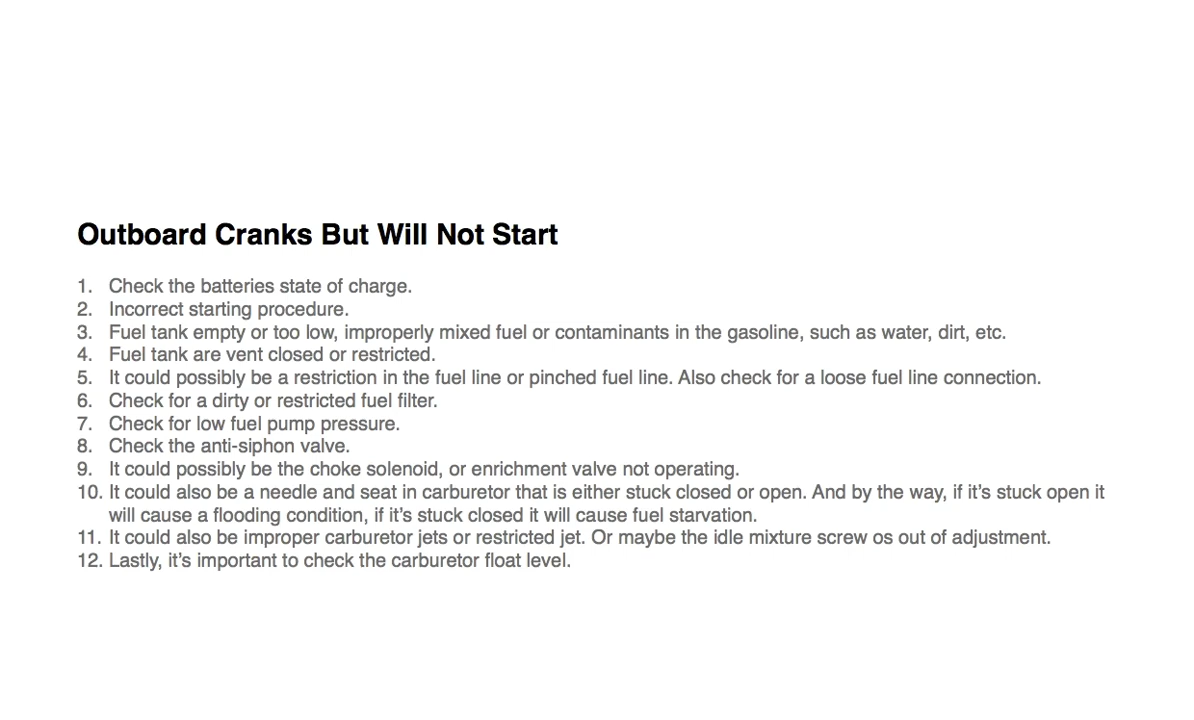 Outboard Cranks But Will Not Start
1. Check the batteries state of charge.
2. Incorrect starting procedure.
3. Fuel tank empty or too low, improperly mixed fuel or contaminants in the gasoline, such as water, dirt, etc.
4. Fuel tank are vent closed or restricted.
5. It could possibly be a restriction in the fuel line or pinched fuel line. Also check for a loose fuel line connection.
6. Check for a dirty or restricted fuel filter.
7. Check for low fuel pump pressure.
8. Check the anti-siphon valve.
9. It could possibly be the choke solenoid, or enrichment valve not operating.
10. It could also be a needle and seat in carburetor that is either stuck closed or open. And by the way, if it’s stuck open it
will cause a flooding condition, if it’s stuck closed it will cause fuel starvation.
11. It could also be improper carburetor jets or restricted jet. Or maybe the idle mixture screw os out of adjustment.
12. Lastly, it’s important to check the carburetor float level.